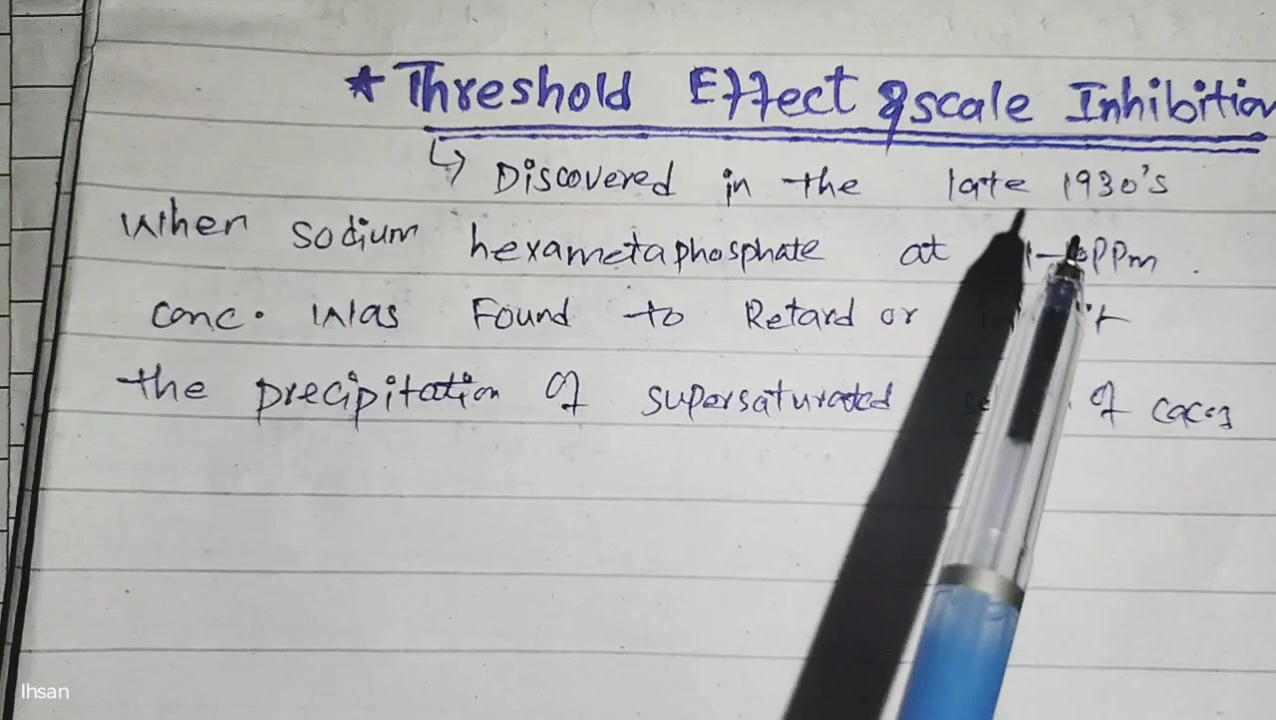 ★ Threshold Effect & scale Inhibition
↳ Discovered in the late 1930's
When sodium hexametaphosphate at ppm .
conc. Was Found to Retard or
the precipitation of supersaturated of caco3
Ihsan